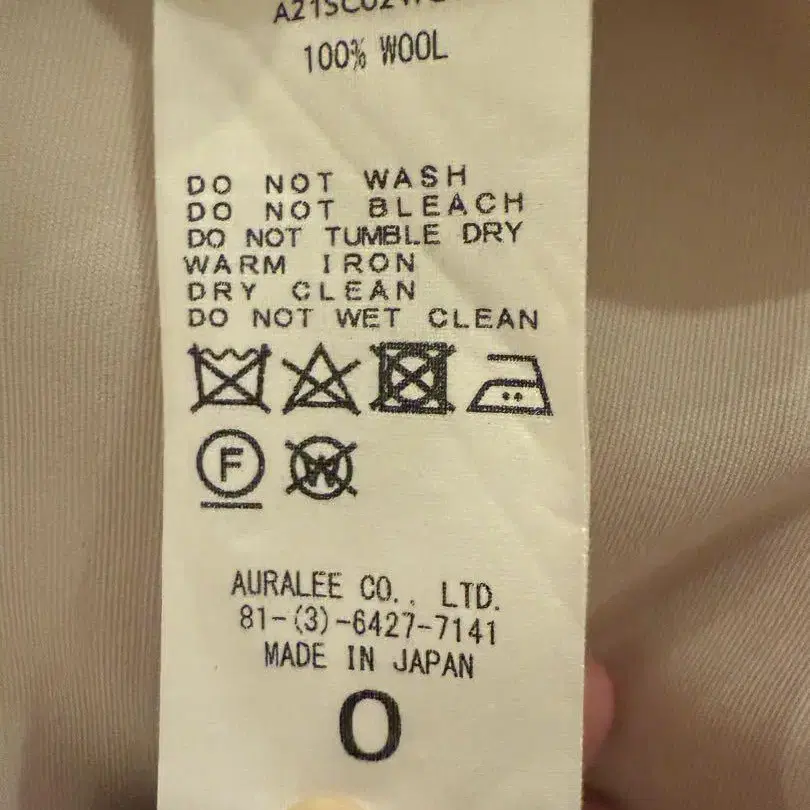 100% WOOL
DO NOT WASH
DO NOT BLEACH
DO NOT TUMBLE DRY
WARM IRON
DRY CLEAN
DO NOT WET CLEAN
F
W
AURALEE CO., LTD.
81-(3)-6427-7141
MADE IN JAPAN
O